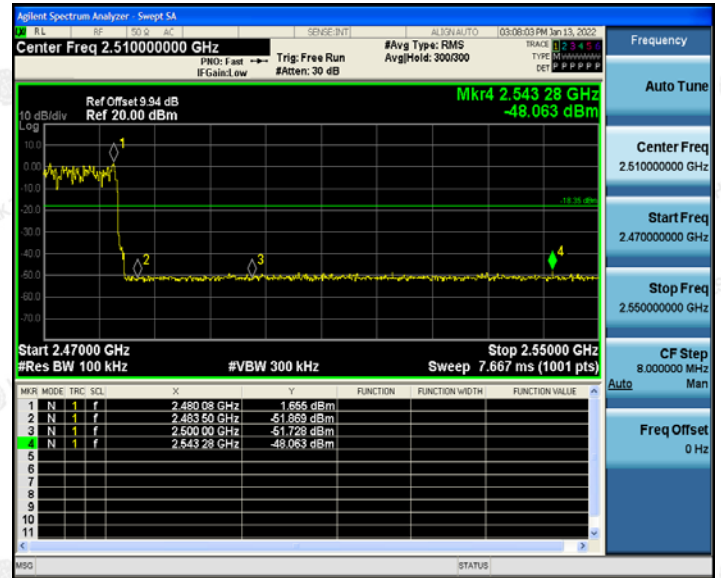 Agilent Spectrum Analyzer - Swept SA
RL RF 50 Ω AC SENSE:INT ALIGNAUTO 03:08:03 PM Jan 13, 2022
Center Freq 2.510000000 GHz
PNO: Fast
IFGain:Low
Trig: Free Run
#Atten: 30 dB
#Avg Type: RMS
Avg|Hold: 300/300
TRACE 1 2 3 4 5 6
TYPE M
DET P P P P P P
Ref Offset 9.94 dB
10 dB/div Ref 20.00 dBm
Log
Mkr4 2.543 28 GHz
-48.063 dBm
10.0
0.00
-10.0
-20.0
-30.0
-40.0
-50.0
-60.0
-70.0
1
2
3
4
-18.35 dBm
Start 2.47000 GHz Stop 2.55000 GHz
#Res BW 100 kHz #VBW 300 kHz Sweep 7.667 ms (1001 pts)
MKR MODE TRC SCL X Y FUNCTION FUNCTION WIDTH FUNCTION VALUE
1 N 1 f 2.480 08 GHz 1.655 dBm
2 N 1 f 2.483 50 GHz -51.869 dBm
3 N 1 f 2.500 00 GHz -51.728 dBm
4 N 1 f 2.543 28 GHz -48.063 dBm
5
6
7
8
9
10
11
MSG STATUS
Frequency
Auto Tune
Center Freq
2.510000000 GHz
Start Freq
2.470000000 GHz
Stop Freq
2.550000000 GHz
CF Step
8.000000 MHz
Auto Man
Freq Offset
0 Hz